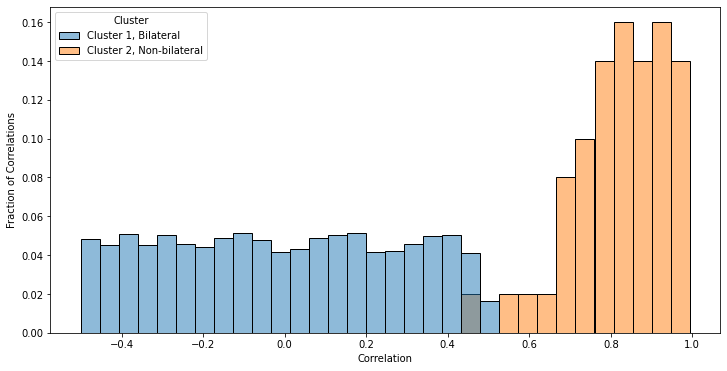 Cluster
Cluster 1, Bilateral
Cluster 2, Non-bilateral
0.16
0.14
0.12
0.10
0.08
0.06
0.04
0.02
0.00
Fraction of Correlations
−0.4 −0.2 0.0 0.2 0.4 0.6 0.8 1.0
Correlation